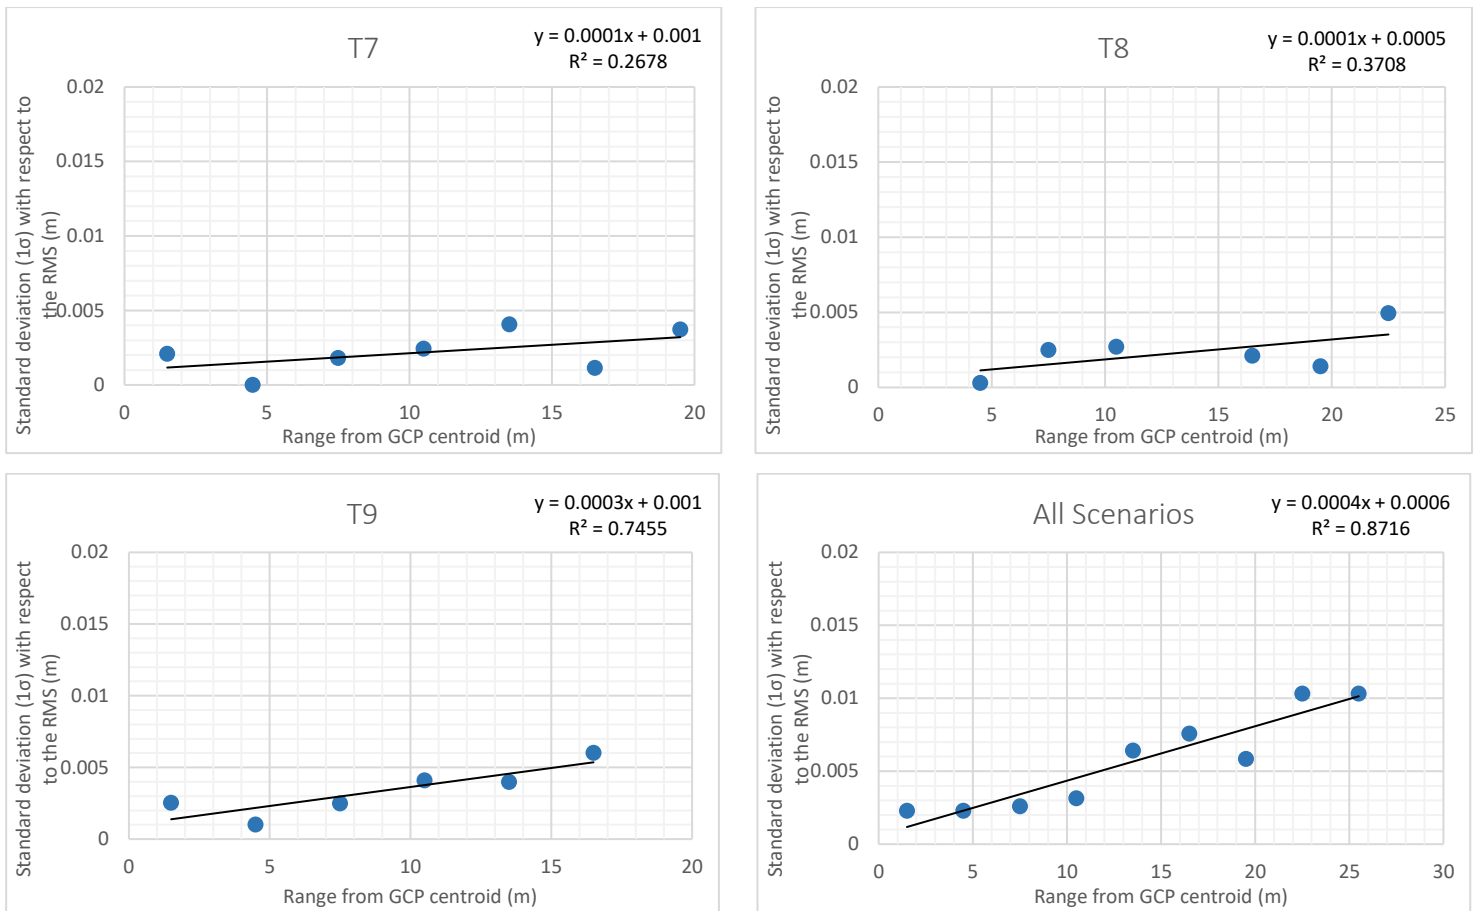 T7
y = 0.0001x + 0.001
R² = 0.2678
Standard deviation (1σ) with respect to
the RMS (m)
0.02
0.015
0.01
0.005
0
0 5 10 15 20
Range from GCP centroid (m)
T8
y = 0.0001x + 0.0005
R² = 0.3708
Standard deviation (1σ) with respect to
the RMS (m)
0.02
0.015
0.01
0.005
0
0 5 10 15 20 25
Range from GCP centroid (m)
T9
y = 0.0003x + 0.001
R² = 0.7455
Standard deviation (1σ) with respect
to the RMS (m)
0.02
0.015
0.01
0.005
0
0 5 10 15 20
Range from GCP centroid (m)
All Scenarios
y = 0.0004x + 0.0006
R² = 0.8716
Standard deviation (1σ) with respect
to the RMS (m)
0.02
0.015
0.01
0.005
0
0 5 10 15 20 25 30
Range from GCP centroid (m)